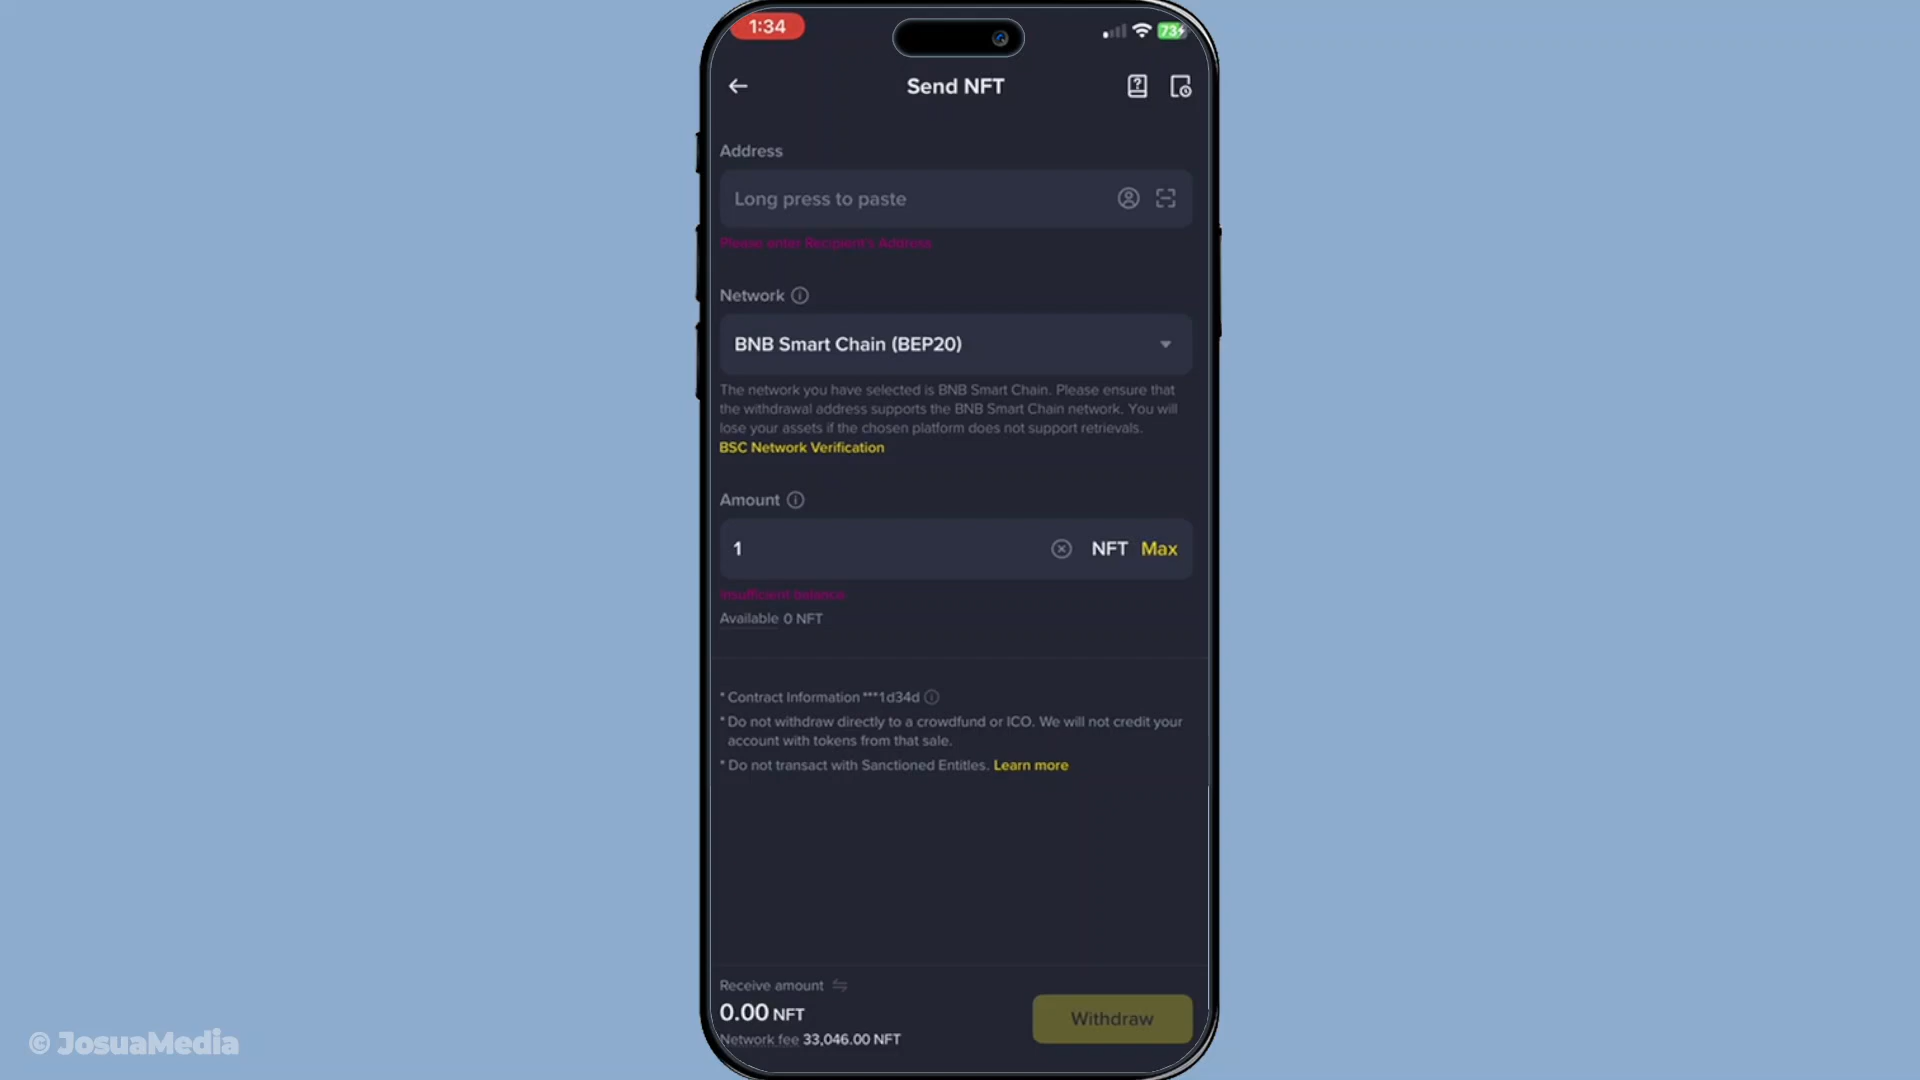 1:34
73
Send NFT
Address
Long press to paste
Please enter Recipient's Address
Network
BNB Smart Chain (BEP20)
The network you have selected is BNB Smart Chain. Please ensure that
the withdrawal address supports the BNB Smart Chain network. You will
lose your assets if the chosen platform does not support retrievals.
BSC Network Verification
Amount
1 NFT Max
Insufficient balance
Available 0 NFT
* Contract Information ***1d34d
* Do not withdraw directly to a crowdfund or ICO. We will not credit your
account with tokens from that sale.
* Do not transact with Sanctioned Entitles. Learn more
Receive amount
0.00 NFT
Network fee 33,046.00 NFT
Withdraw
© JosuaMedia